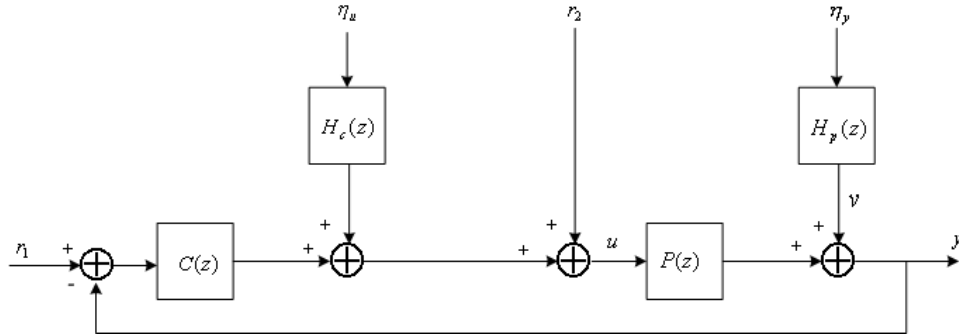 η_u r_2 η_y
H_c(z) H_p(z)
v
+ + +
r_1 + C(z) + + u P(z) + y
-